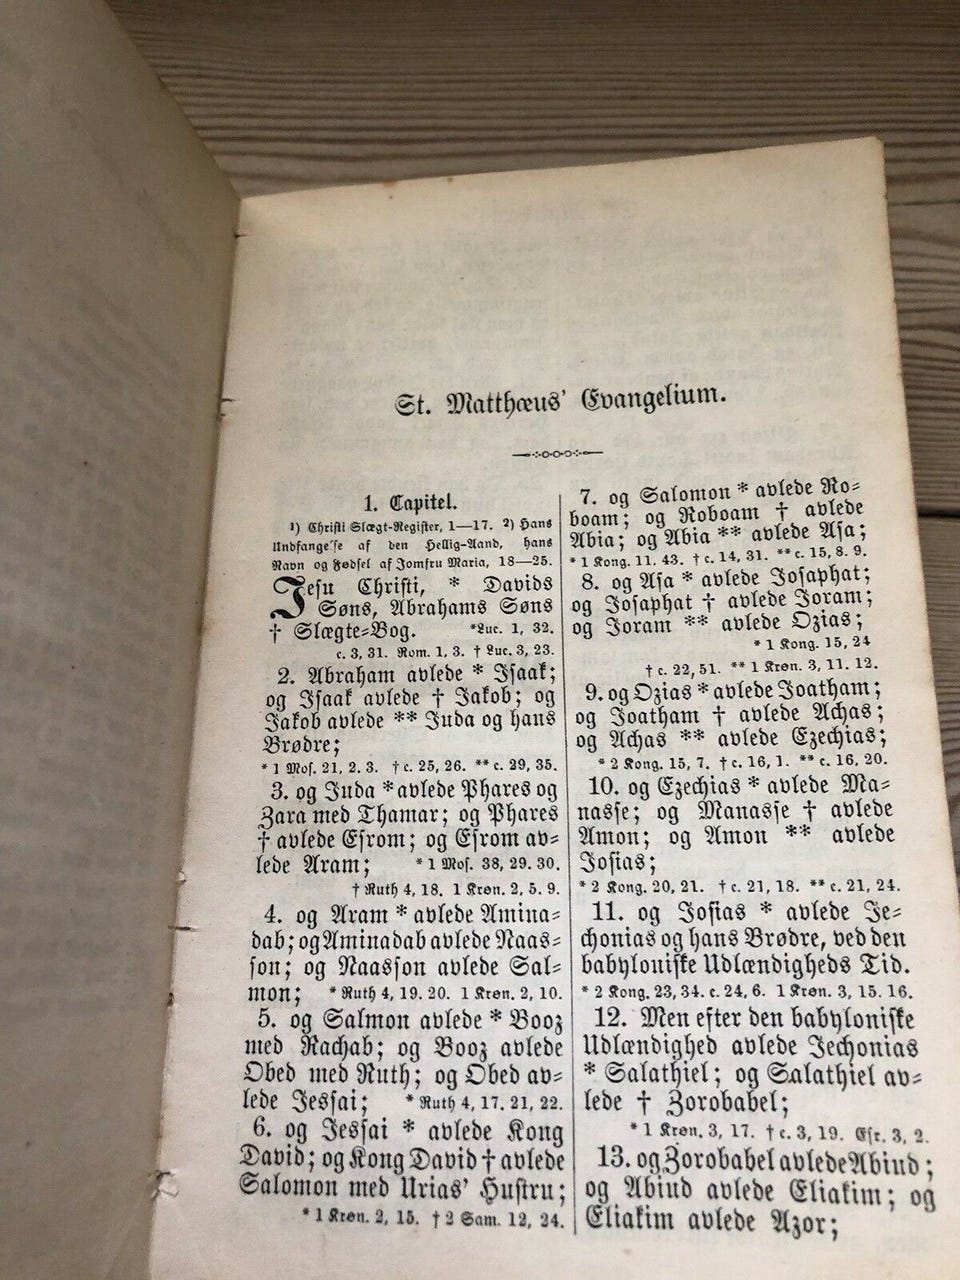 St. Matthæus' Evangelium.
1. Capitel.
1) Christi Slægt-Register, 1—17. 2) Hans
Undfangelse af den Hellig-Aand, hans
Navn og Fødsel af Jomfru Maria, 18—25.
Jesu Christi, * Davids
Søns, Abrahams Søns
† Slægte=Bog. *Luc. 1, 32.
c. 3, 31. Rom. 1, 3. † Luc. 3, 23.
2. Abraham avlede * Isaak;
og Isaak avlede † Jakob; og
Jakob avlede ** Juda og hans
Brødre;
* 1 Mos. 21, 2. 3. † c. 25, 26. ** c. 29, 35.
3. og Juda * avlede Phares og
Zara med Thamar; og Phares
† avlede Esrom; og Esrom av=
lede Aram; * 1 Mos. 38, 29. 30.
† Ruth 4, 18. 1 Krøn. 2, 5. 9.
4. og Aram * avlede Amina=
dab; og Aminadab avlede Naas=
son; og Naasson avlede Sal=
mon; * Ruth 4, 19. 20. 1 Krøn. 2, 10.
5. og Salmon avlede * Booz
med Rachab; og Booz avlede
Obed med Ruth; og Obed av=
lede Jessai; * Ruth 4, 17. 21, 22.
6. og Jessai * avlede Kong
David; og Kong David † avlede
Salomon med Urias' Hustru;
* 1 Krøn. 2, 15. † 2 Sam. 12, 24.
7. og Salomon * avlede Ro=
boam; og Roboam † avlede
Abia; og Abia ** avlede Asa;
* 1 Kong. 11, 43. † c. 14, 31. ** c. 15, 8. 9.
8. og Asa * avlede Josaphat;
og Josaphat † avlede Joram;
og Joram ** avlede Ozias;
* 1 Kong. 15, 24
† c. 22, 51. ** 1 Krøn. 3, 11. 12.
9. og Ozias * avlede Joatham;
og Joatham † avlede Achas;
og Achas ** avlede Ezechias;
* 2 Kong. 15, 7. † c. 16, 1. ** c. 16, 20.
10. og Ezechias * avlede Ma=
nasse; og Manasse † avlede
Amon; og Amon ** avlede
Josias;
* 2 Kong. 20, 21. † c. 21, 18. ** c. 21, 24.
11. og Josias * avlede Je=
chonias og hans Brødre, ved den
babyloniske Udlændigheds Tid.
* 2 Kong. 23, 34. c. 24, 6. 1 Krøn. 3, 15. 16.
12. Men efter den babyloniske
Udlændighed avlede Jechonias
* Salathiel; og Salathiel av=
lede † Zorobabel;
* 1 Krøn. 3, 17. † c. 3, 19. Esr. 3, 2.
13. og Zorobabel avlede Abiud;
og Abiud avlede Eliakim; og
Eliakim avlede Azor;